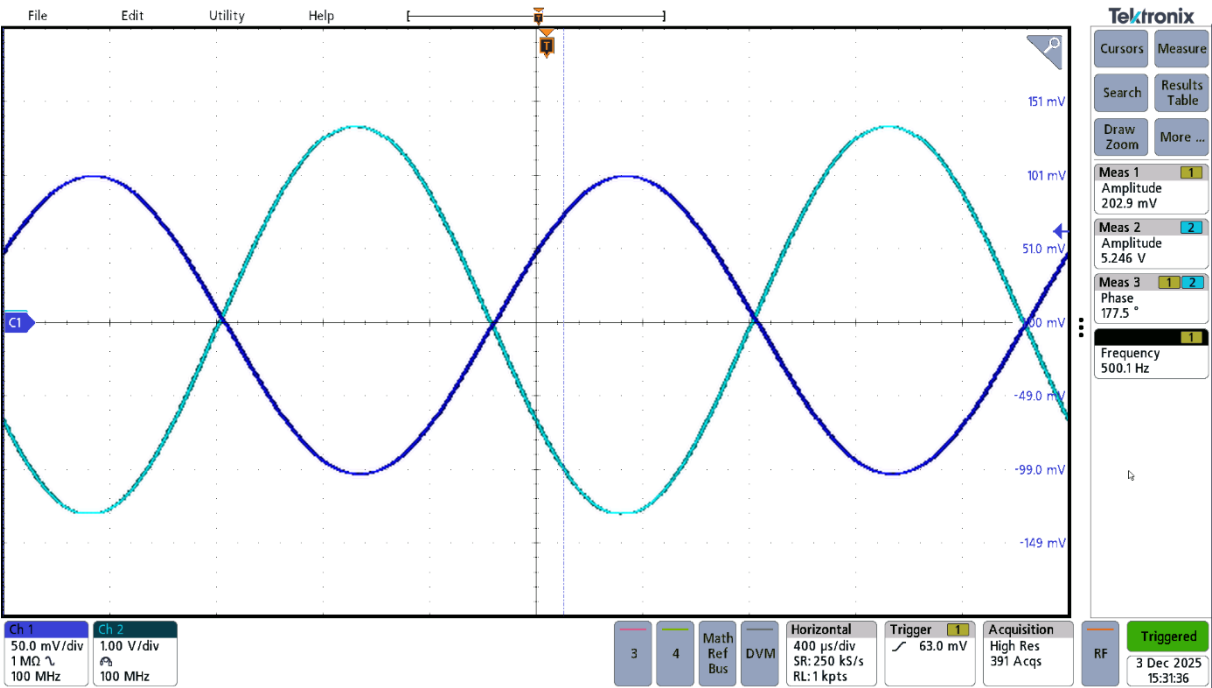 File Edit Utility Help
Tektronix
T
T
Cursors Measure
Search Results Table
Draw Zoom More ...
151 mV
101 mV
51.0 mV
C1
-49.0 mV
-99.0 mV
-149 mV
Meas 1 1
Amplitude
202.9 mV
Meas 2 2
Amplitude
5.246 V
Meas 3 1 2
Phase
177.5 °
1
Frequency
500.1 Hz
Ch 1
50.0 mV/div
1 MΩ
100 MHz
Ch 2
1.00 V/div
100 MHz
3
4
Math
Ref
Bus
DVM
Horizontal
400 µs/div
SR: 250 kS/s
RL: 1 kpts
Trigger 1
63.0 mV
Acquisition
High Res
391 Acqs
RF
Triggered
3 Dec 2025
15:31:36